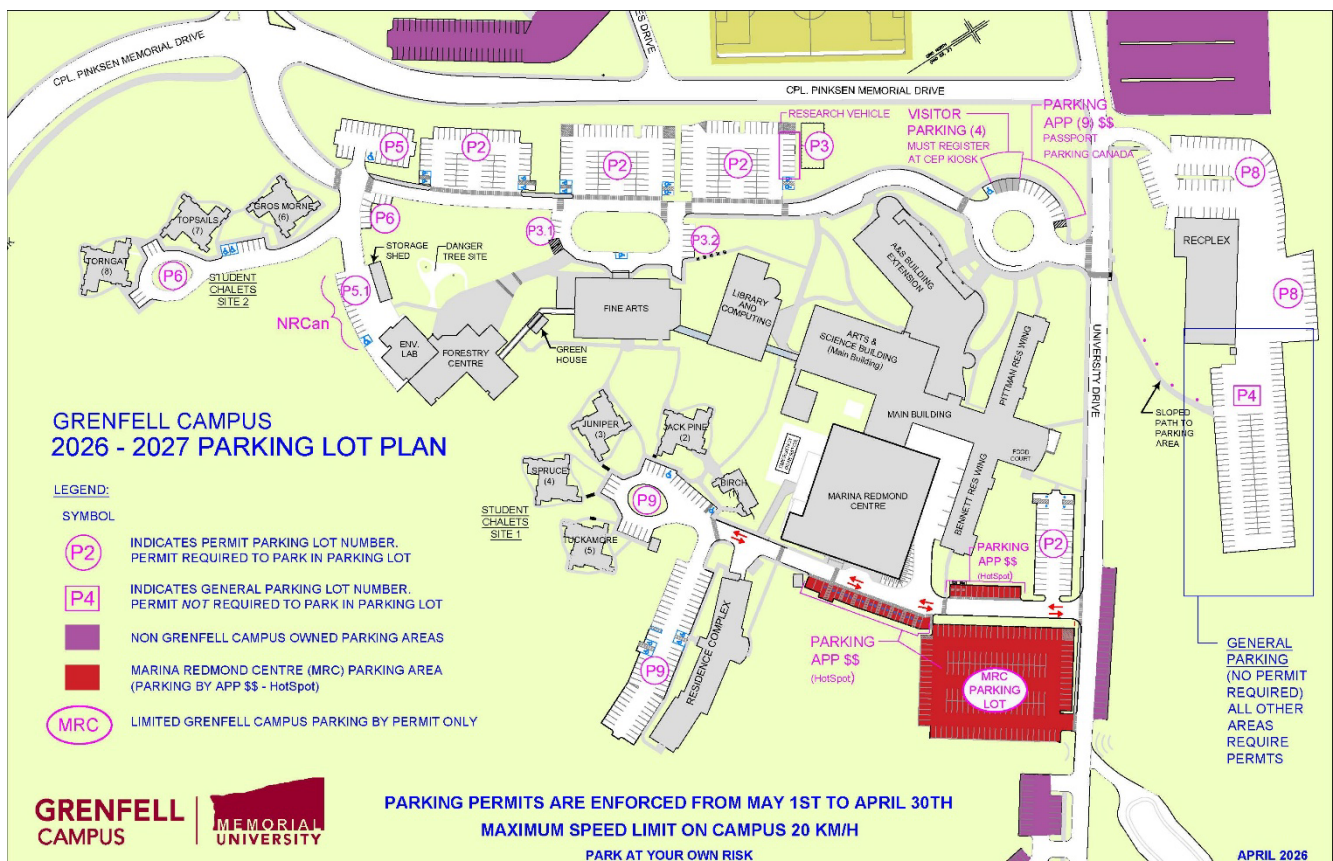 CPL. PINKSEN MEMORIAL DRIVE
CPL. PINKSEN MEMORIAL DRIVE
RESEARCH VEHICLE
VISITOR
PARKING (4)
MUST REGISTER
AT CEP KIOSK
PARKING
APP (9) $$
PASSPORT
PARKING CANADA
P5
P2
P2
P2
P3
P8
P6
P3.1
P3.2
GROS MORNE
(6)
TOPSAILS
(7)
TORNGAT
(8)
P6
STUDENT
CHALETS
SITE 2
STORAGE
SHED
DANGER
TREE SITE
P5.1
NRCan
ENV.
LAB
FORESTRY
CENTRE
GREEN
HOUSE
FINE ARTS
LIBRARY
AND
COMPUTING
A&S BUILDING
EXTENSION
ARTS &
SCIENCE BUILDING
(Main Building)
PITTMAN RES WING
MAIN BUILDING
FOOD
COURT
BENNETT RES WING
MARINA REDMOND
CENTRE
UNIVERSITY DRIVE
RECPLEX
P8
P4
SLOPED
PATH TO
PARKING
AREA
GRENFELL CAMPUS
2026 - 2027 PARKING LOT PLAN
LEGEND:
SYMBOL
P2
INDICATES PERMIT PARKING LOT NUMBER.
PERMIT REQUIRED TO PARK IN PARKING LOT
P4
INDICATES GENERAL PARKING LOT NUMBER.
PERMIT NOT REQUIRED TO PARK IN PARKING LOT
NON GRENFELL CAMPUS OWNED PARKING AREAS
MARINA REDMOND CENTRE (MRC) PARKING AREA
(PARKING BY APP $$ - HotSpot)
MRC
LIMITED GRENFELL CAMPUS PARKING BY PERMIT ONLY
JUNIPER
(3)
JACK PINE
(2)
SPRUCE
(4)
BIRCH
P9
STUDENT
CHALETS
SITE 1
TUCKAMORE
(5)
P9
RESIDENCE COMPLEX
PARKING
APP $$
(HotSpot)
P2
PARKING
APP $$
(HotSpot)
MRC
PARKING
LOT
GENERAL
PARKING
(NO PERMIT
REQUIRED)
ALL OTHER
AREAS
REQUIRE
PERMTS
GRENFELL
CAMPUS
MEMORIAL
UNIVERSITY
PARKING PERMITS ARE ENFORCED FROM MAY 1ST TO APRIL 30TH
MAXIMUM SPEED LIMIT ON CAMPUS 20 KM/H
PARK AT YOUR OWN RISK
APRIL 2026